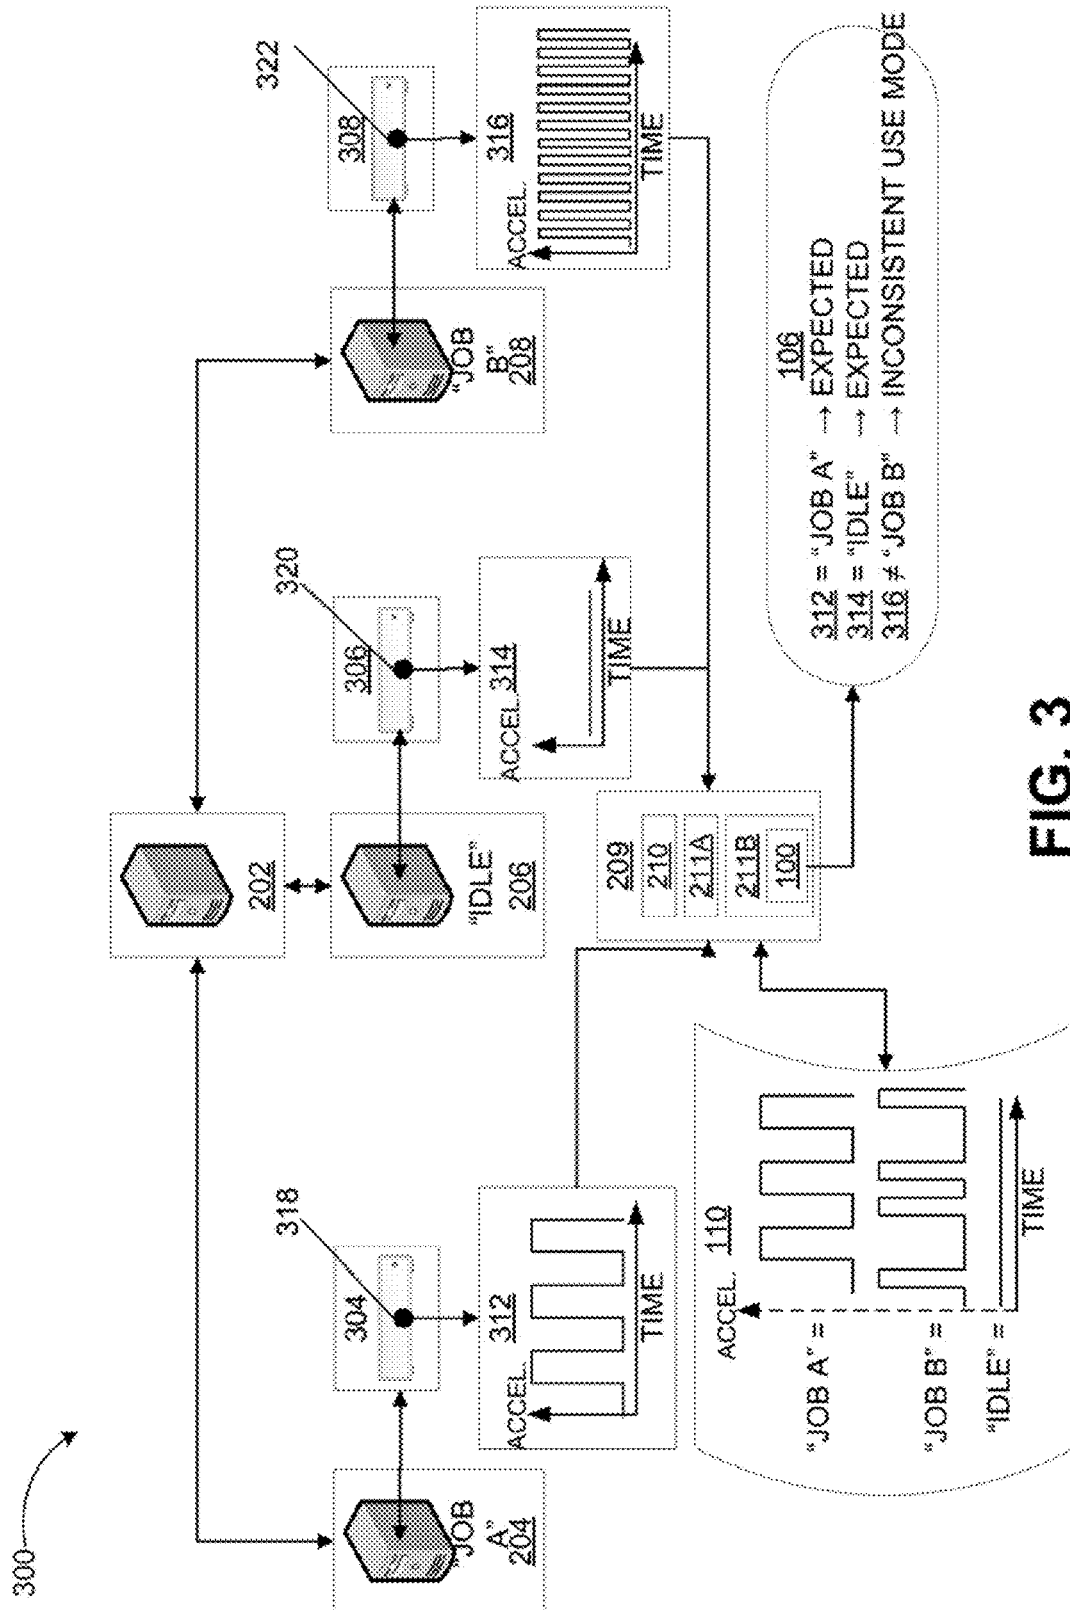 300
202
"JOB
A"
204
"IDLE"
206
"JOB
B"
208
318
304
320
306
322
308
312
ACCEL.
TIME
314
ACCEL.
TIME
316
ACCEL.
TIME
209
210
211A
211B
100
110
ACCEL.
"JOB A" =
"JOB B" =
"IDLE" =
TIME
106
312 = "JOB A" → EXPECTED
314 = "IDLE" → EXPECTED
316 ≠ "JOB B" → INCONSISTENT USE MODE
FIG. 3